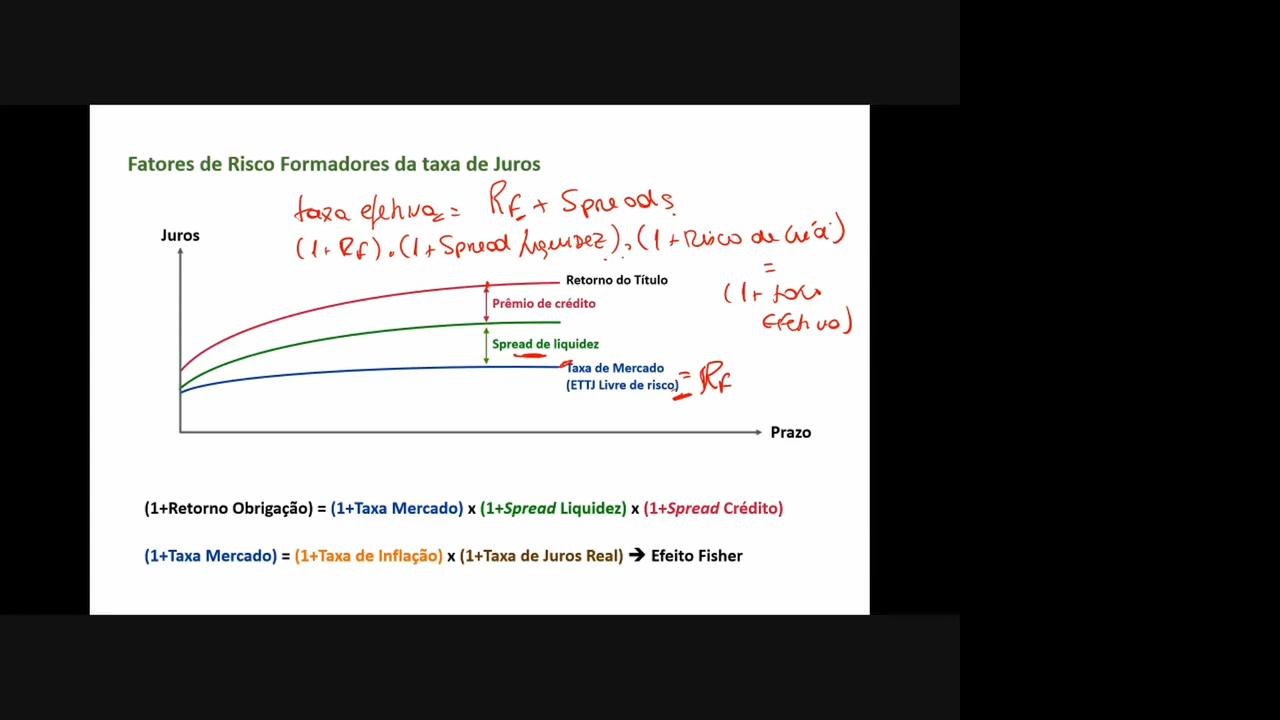 Fatores de Risco Formadores da taxa de Juros
taxa efetiva = Rf + Spreads
(1+Rf).(1+Spread Liquidez).(1+Risco de Créd)
=
(1+ taxa
Efetiva)
Juros
Retorno do Título
Prêmio de crédito
Spread de liquidez
Taxa de Mercado
(ETTJ Livre de risco) = Rf
Prazo
(1+Retorno Obrigação) = (1+Taxa Mercado) x (1+Spread Liquidez) x (1+Spread Crédito)
(1+Taxa Mercado) = (1+Taxa de Inflação) x (1+Taxa de Juros Real) → Efeito Fisher